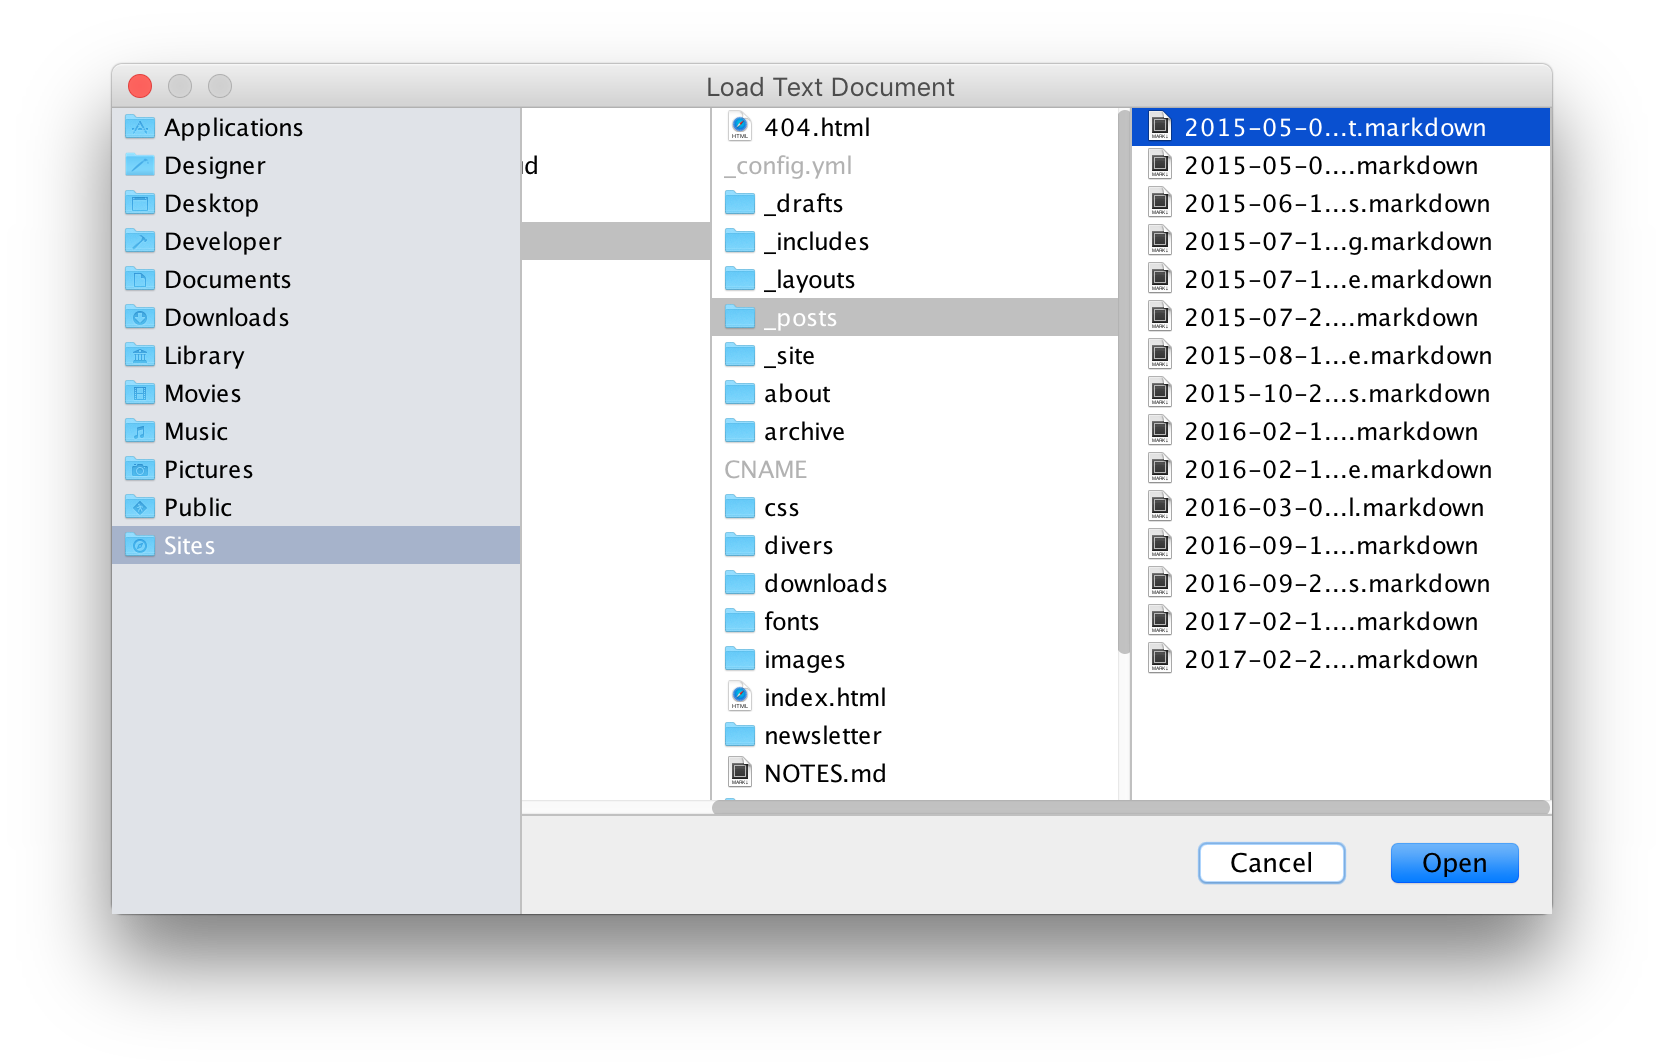 Load Text Document
Applications
Designer
Desktop
Developer
Documents
Downloads
Library
Movies
Music
Pictures
Public
Sites
404.html
_config.yml
_drafts
_includes
_layouts
_posts
_site
about
archive
CNAME
css
divers
downloads
fonts
images
index.html
newsletter
NOTES.md
2015-05-0...t.markdown
2015-05-0....markdown
2015-06-1...s.markdown
2015-07-1...g.markdown
2015-07-1...e.markdown
2015-07-2....markdown
2015-08-1...e.markdown
2015-10-2...s.markdown
2016-02-1....markdown
2016-02-1...e.markdown
2016-03-0...l.markdown
2016-09-1....markdown
2016-09-2...s.markdown
2017-02-1....markdown
2017-02-2....markdown
Cancel
Open